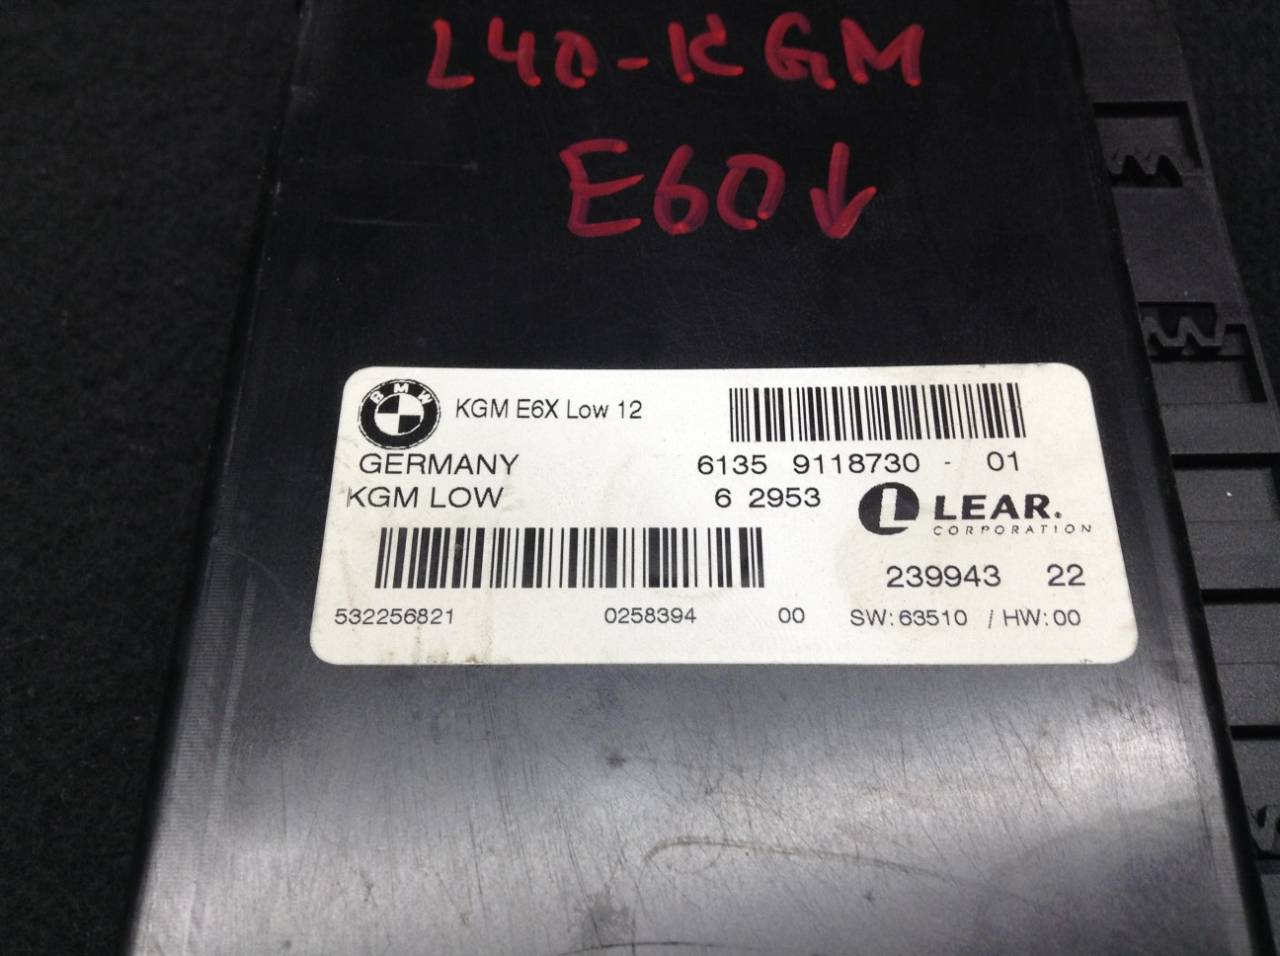 L40-KGM
E60↓
BMW
KGM E6X Low 12
GERMANY 6135 9118730 - 01
KGM LOW 6 2953
L LEAR.
CORPORATION
239943 22
532256821 0258394 00 SW: 63510 / HW: 00